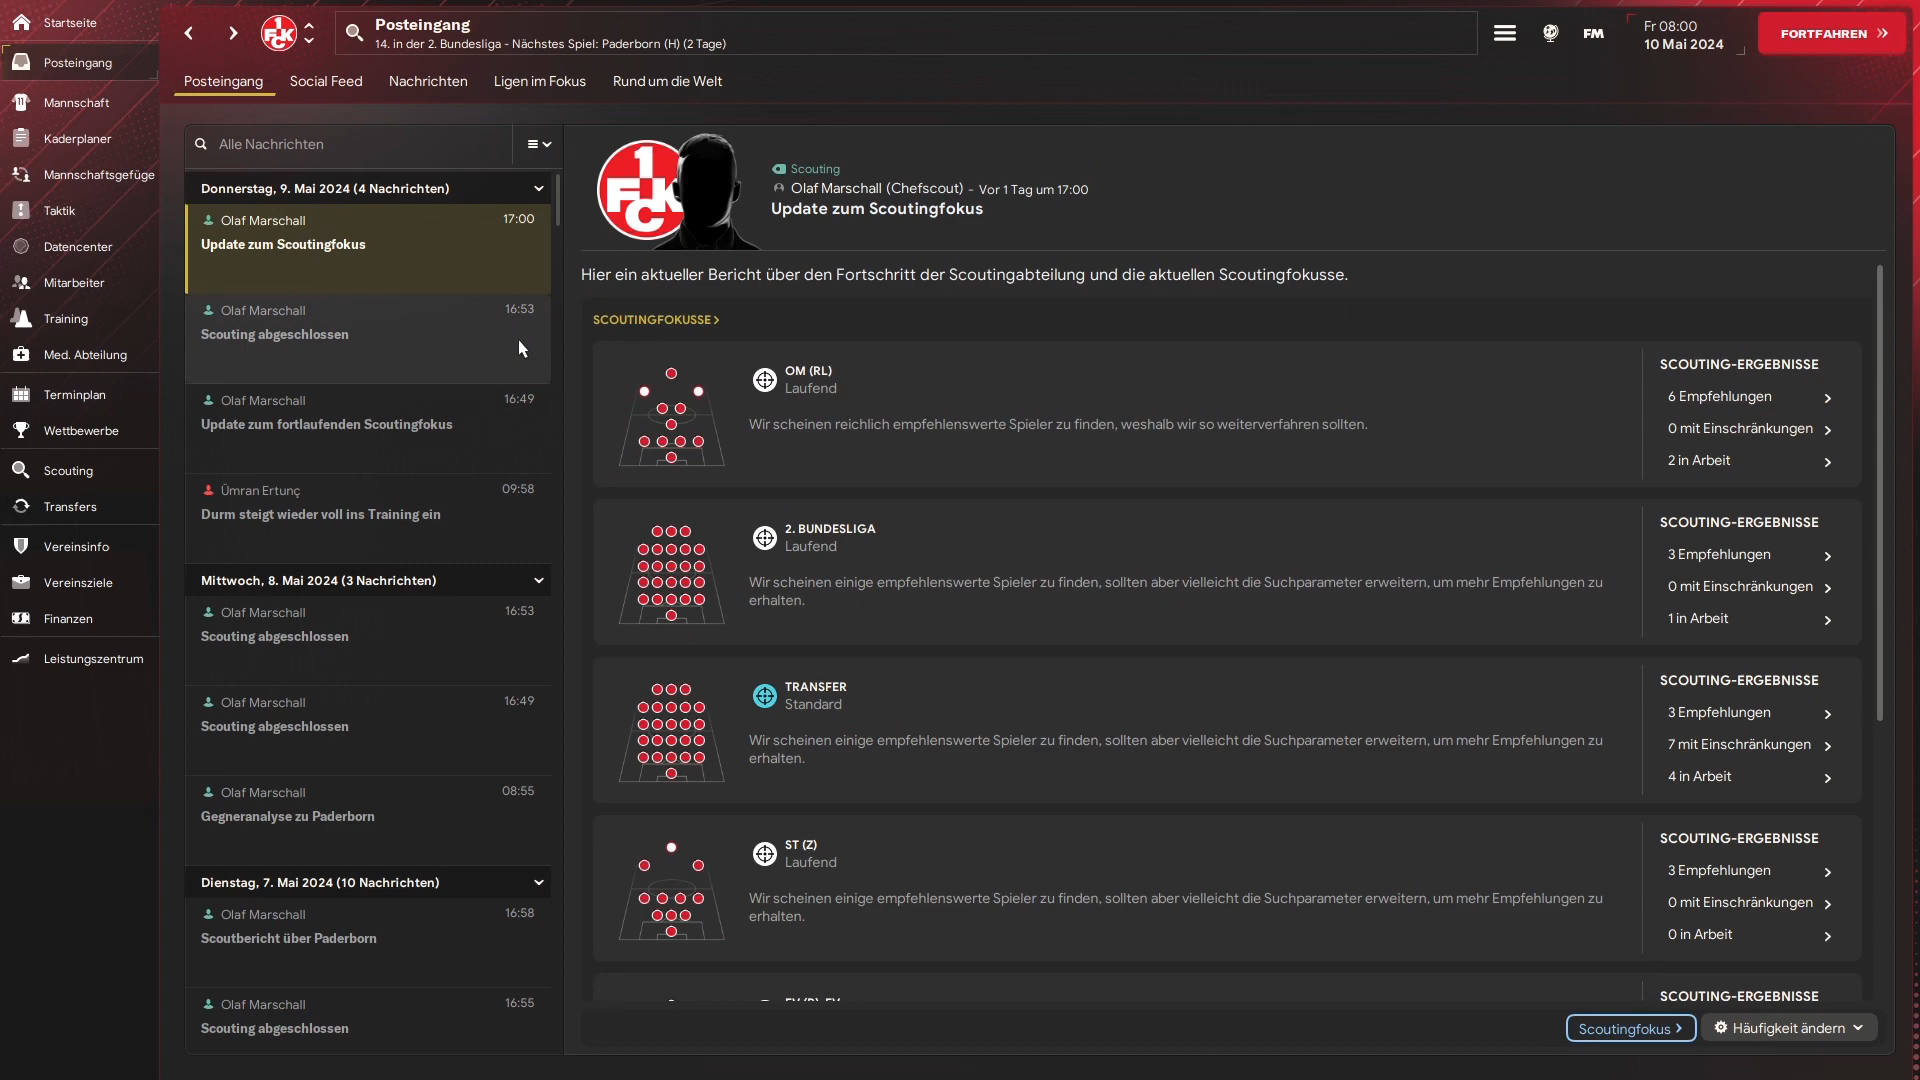 Startseite
Posteingang
Mannschaft
Kaderplaner
Mannschaftsgefüge
Taktik
Datencenter
Mitarbeiter
Training
Med. Abteilung
Terminplan
Wettbewerbe
Scouting
Transfers
Vereinsinfo
Vereinsziele
Finanzen
Leistungszentrum
1 FCK
Posteingang
14. in der 2. Bundesliga - Nächstes Spiel: Paderborn (H) (2 Tage)
FM
Fr 08:00
10 Mai 2024
FORTFAHREN
Posteingang Social Feed Nachrichten Ligen im Fokus Rund um die Welt
Alle Nachrichten
Donnerstag, 9. Mai 2024 (4 Nachrichten)
Olaf Marschall 17:00
Update zum Scoutingfokus
Olaf Marschall 16:53
Scouting abgeschlossen
Olaf Marschall 16:49
Update zum fortlaufenden Scoutingfokus
Ümran Ertunç 09:58
Durm steigt wieder voll ins Training ein
Mittwoch, 8. Mai 2024 (3 Nachrichten)
Olaf Marschall 16:53
Scouting abgeschlossen
Olaf Marschall 16:49
Scouting abgeschlossen
Olaf Marschall 08:55
Gegneranalyse zu Paderborn
Dienstag, 7. Mai 2024 (10 Nachrichten)
Olaf Marschall 16:58
Scoutbericht über Paderborn
Olaf Marschall 16:55
Scouting abgeschlossen
1 FCK
Scouting
Olaf Marschall (Chefscout) - Vor 1 Tag um 17:00
Update zum Scoutingfokus
Hier ein aktueller Bericht über den Fortschritt der Scoutingabteilung und die aktuellen Scoutingfokusse.
SCOUTINGFOKUSSE >
OM (RL)
Laufend
Wir scheinen reichlich empfehlenswerte Spieler zu finden, weshalb wir so weiterverfahren sollten.
SCOUTING-ERGEBNISSE
6 Empfehlungen
0 mit Einschränkungen
2 in Arbeit
2. BUNDESLIGA
Laufend
Wir scheinen einige empfehlenswerte Spieler zu finden, sollten aber vielleicht die Suchparameter erweitern, um mehr Empfehlungen zu
erhalten.
SCOUTING-ERGEBNISSE
3 Empfehlungen
0 mit Einschränkungen
1 in Arbeit
TRANSFER
Standard
Wir scheinen einige empfehlenswerte Spieler zu finden, sollten aber vielleicht die Suchparameter erweitern, um mehr Empfehlungen zu
erhalten.
SCOUTING-ERGEBNISSE
3 Empfehlungen
7 mit Einschränkungen
4 in Arbeit
ST (Z)
Laufend
Wir scheinen einige empfehlenswerte Spieler zu finden, sollten aber vielleicht die Suchparameter erweitern, um mehr Empfehlungen zu
erhalten.
SCOUTING-ERGEBNISSE
3 Empfehlungen
0 mit Einschränkungen
0 in Arbeit
SCOUTING-ERGEBNISSE
Scoutingfokus >
Häufigkeit ändern